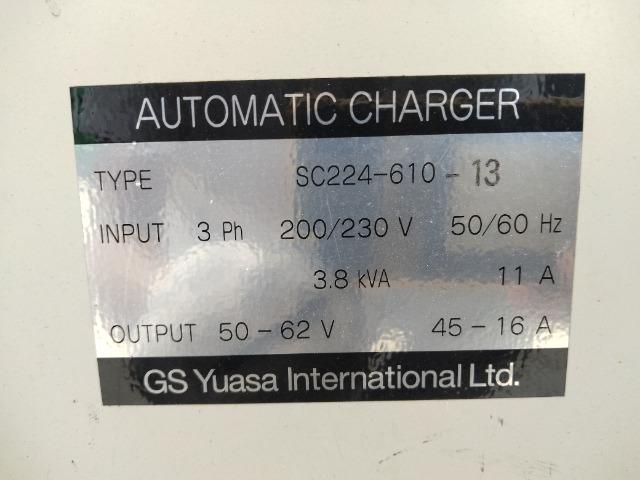 AUTOMATIC CHARGER
TYPE SC224-610-13
INPUT 3 Ph 200/230 V 50/60 Hz
3.8 kVA 11 A
OUTPUT 50-62 V 45-16 A
GS Yuasa International Ltd.